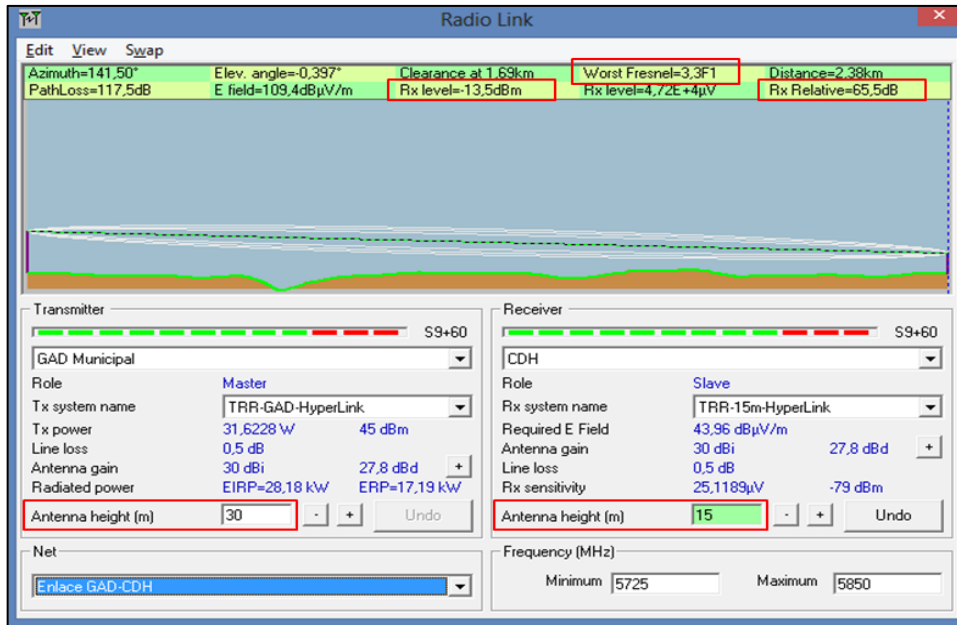 Radio Link
Edit View Swap
Azimuth=141,50° Elev. angle=-0,397° Clearance at 1,69km Worst Fresnel=3,3F1 Distance=2,38km
PathLoss=117,5dB E field=109,4dBµV/m Rx level=-13,5dBm Rx level=4,72E+4µV Rx Relative=65,5dB
Transmitter
S9+60
GAD Municipal
Role Master
Tx system name TRR-GAD-HyperLink
Tx power 31,6228 W 45 dBm
Line loss 0,5 dB
Antenna gain 30 dBi 27,8 dBd +
Radiated power EIRP=28,18 kW ERP=17,19 kW
Antenna height (m) 30 - + Undo
Receiver
S9+60
CDH
Role Slave
Rx system name TRR-15m-HyperLink
Required E Field 43,96 dBµV/m
Antenna gain 30 dBi 27,8 dBd +
Line loss 0,5 dB
Rx sensitivity 25,1189µV -79 dBm
Antenna height (m) 15 - + Undo
Net
Enlace GAD-CDH
Frequency (MHz)
Minimum 5725 Maximum 5850